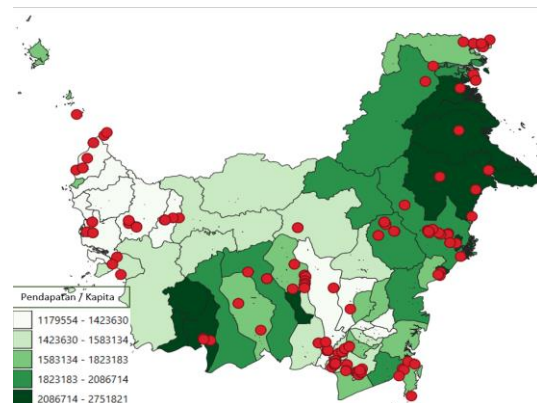 Pendapatan / Kapita
1179554 - 1423630
1423630 - 1583134
1583134 - 1823183
1823183 - 2086714
2086714 - 2751821